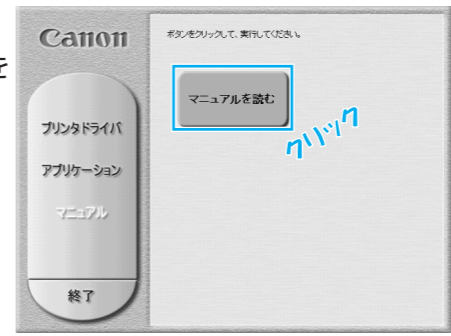 を
Canon
ボタンをクリックして、実行してください。
マニュアルを読む
クリック
プリンタドライバ
アプリケーション
マニュアル
終了